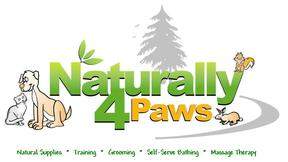 Naturally
4 Paws
Natural Supplies * Training * Grooming * Self-Serve Bathing * Massage Therapy